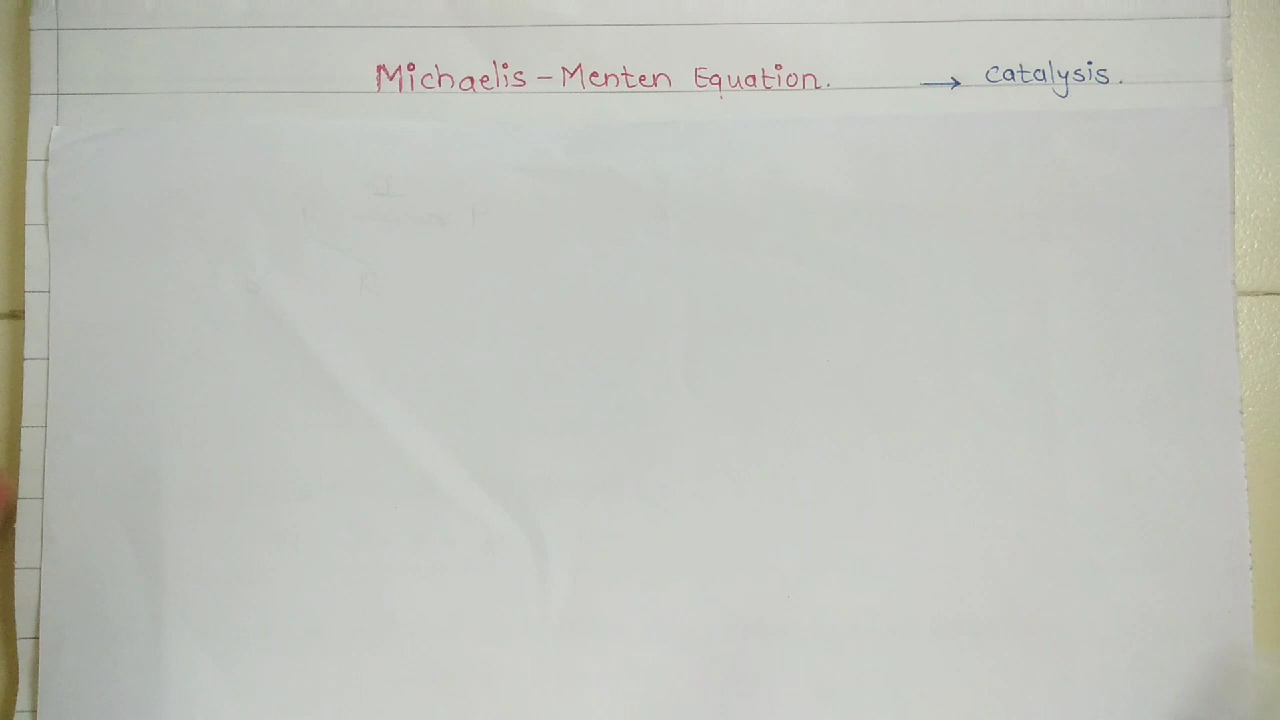 Michaelis - Menten Equation. → Catalysis.